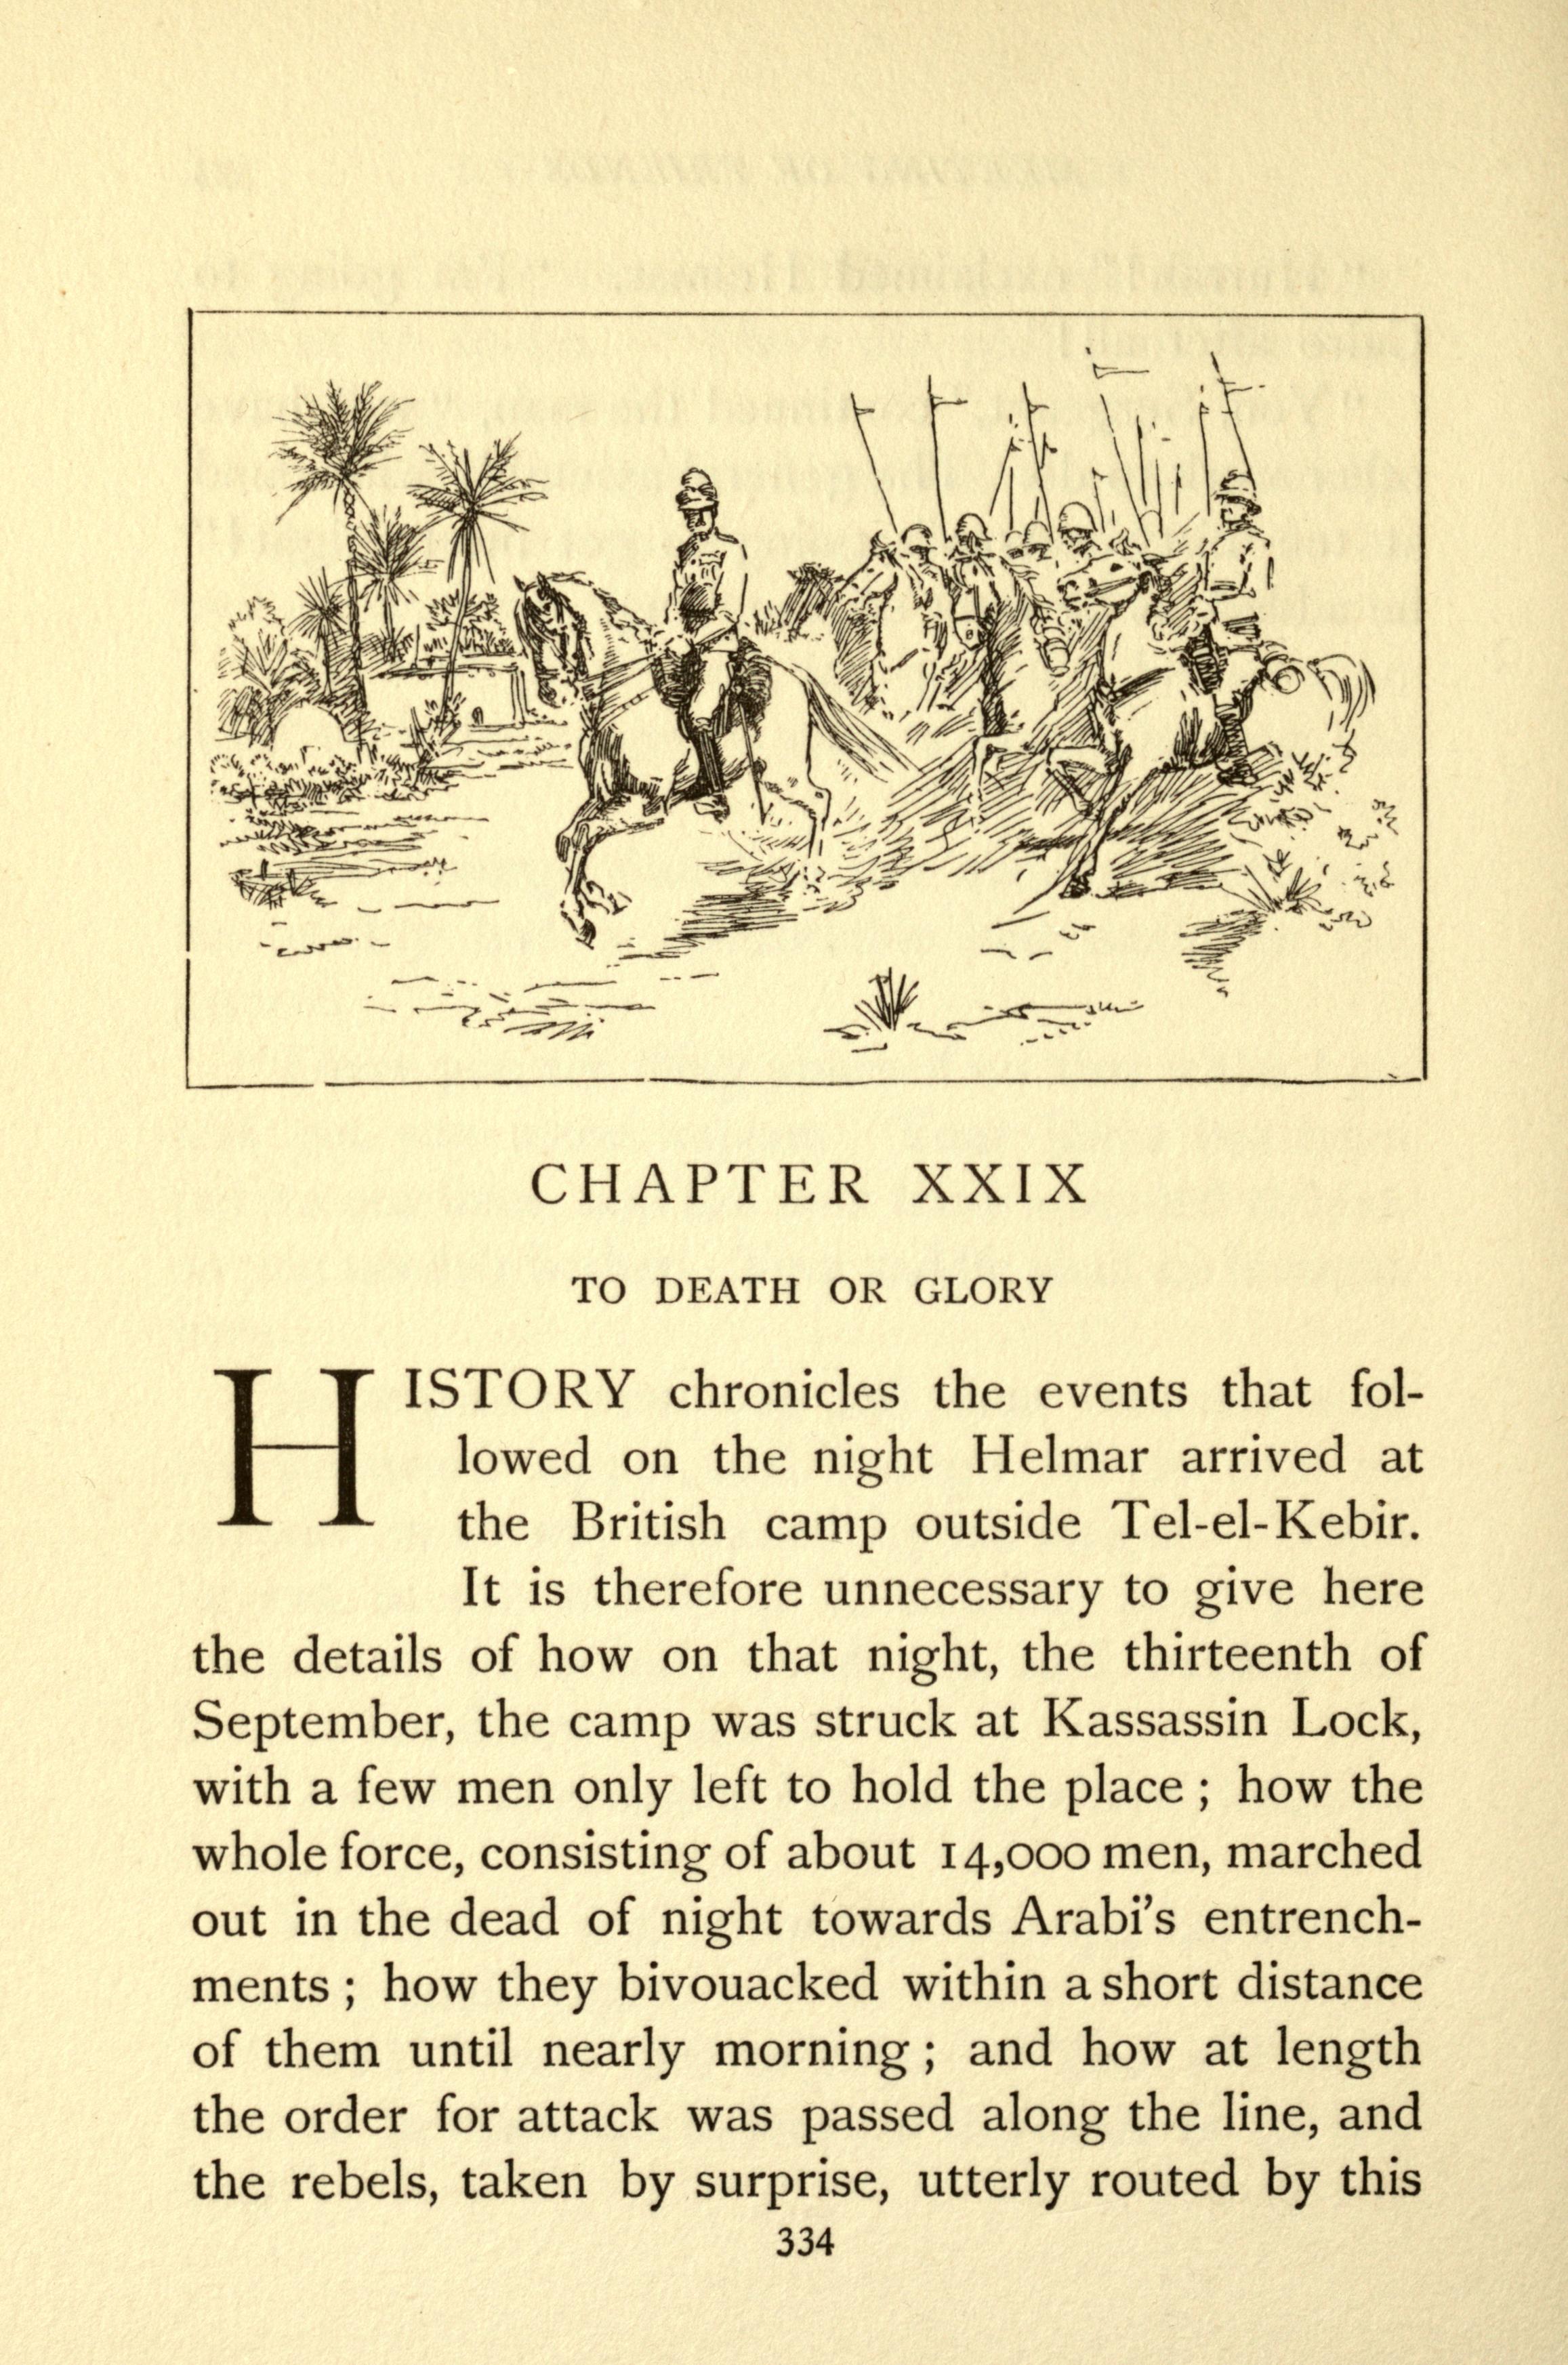 CHAPTER XXIX
TO DEATH OR GLORY
HISTORY chronicles the events that fol-
lowed on the night Helmar arrived at
the British camp outside Tel-el-Kebir.
It is therefore unnecessary to give here
the details of how on that night, the thirteenth of
September, the camp was struck at Kassassin Lock,
with a few men only left to hold the place ; how the
whole force, consisting of about 14,000 men, marched
out in the dead of night towards Arabi's entrench-
ments ; how they bivouacked within a short distance
of them until nearly morning ; and how at length
the order for attack was passed along the line, and
the rebels, taken by surprise, utterly routed by this
334